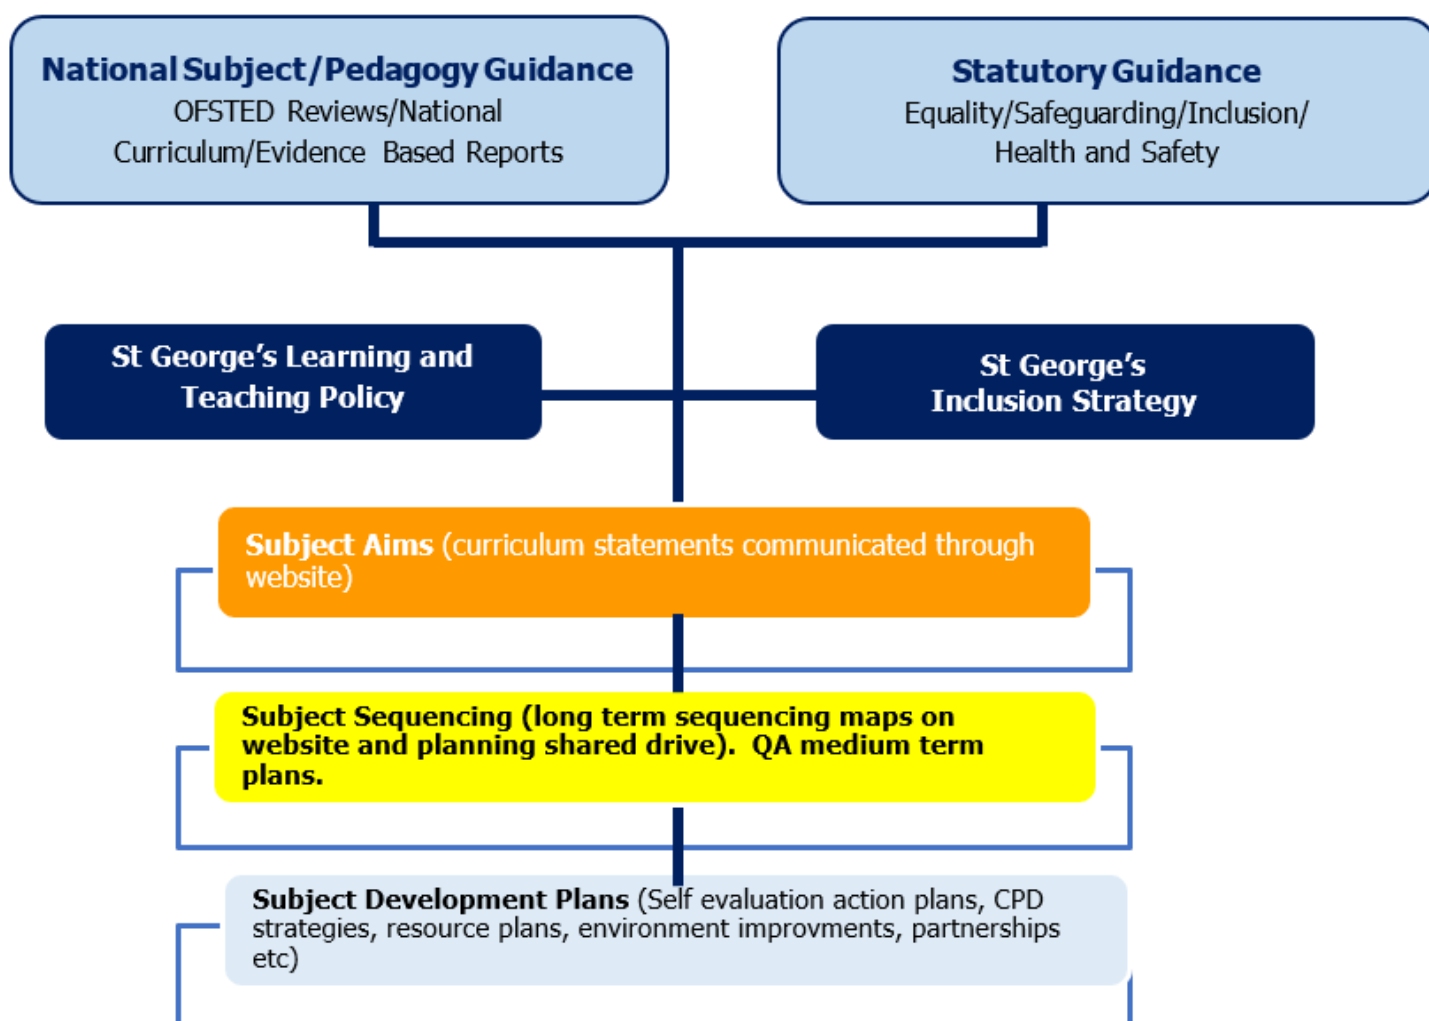 National Subject/Pedagogy Guidance
OFSTED Reviews/National
Curriculum/Evidence Based Reports
Statutory Guidance
Equality/Safeguarding/Inclusion/
Health and Safety
St George’s Learning and
Teaching Policy
St George’s
Inclusion Strategy
Subject Aims (curriculum statements communicated through
website)
Subject Sequencing (long term sequencing maps on
website and planning shared drive). QA medium term
plans.
Subject Development Plans (Self evaluation action plans, CPD
strategies, resource plans, environment improvments, partnerships
etc)